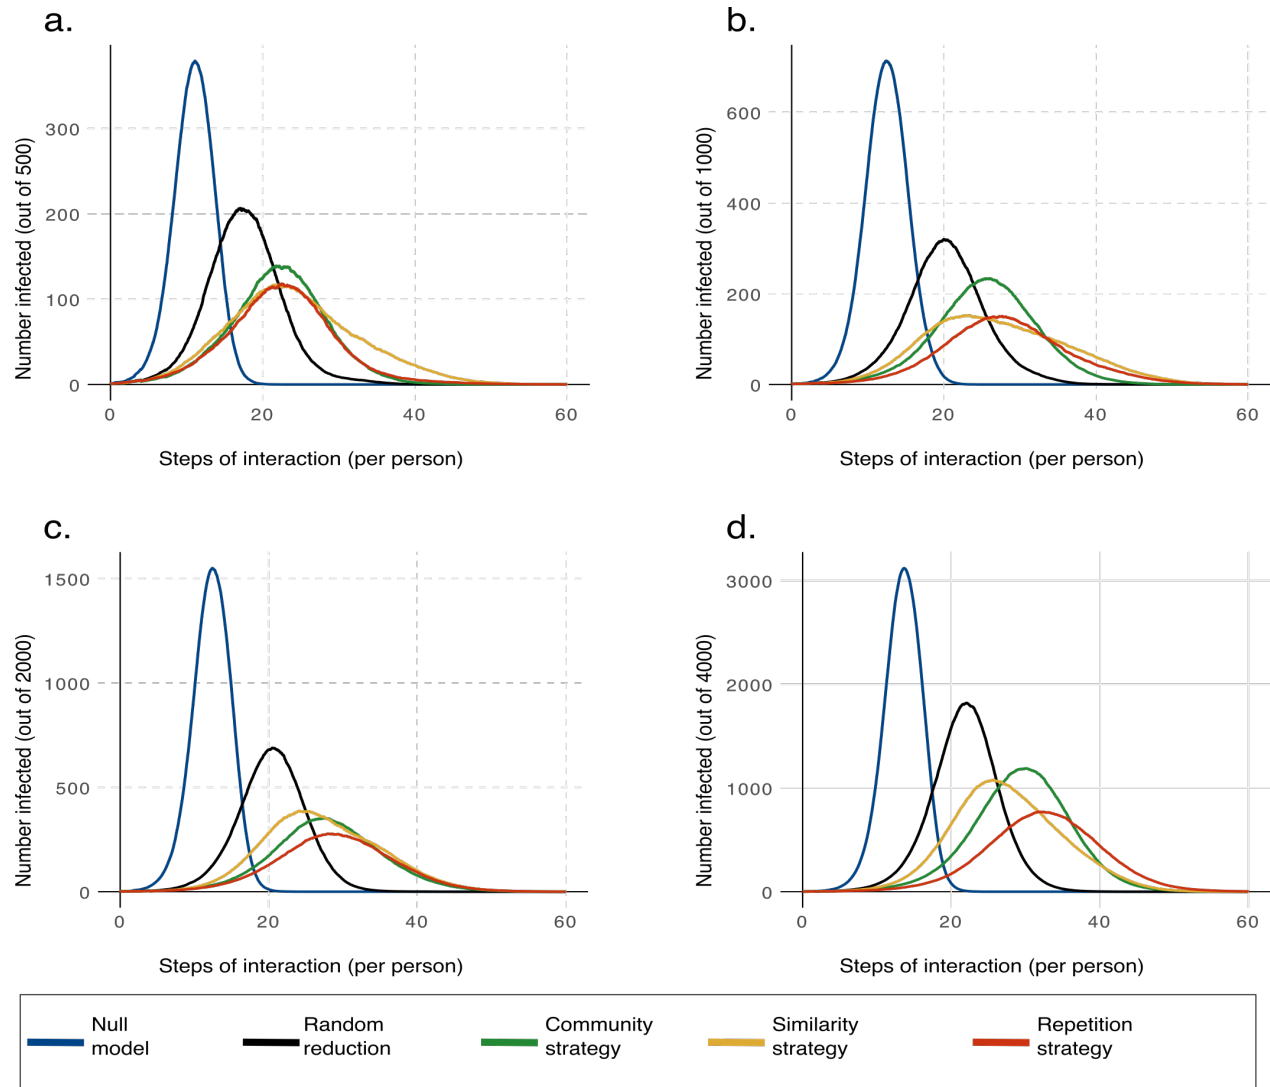 a.
Number infected (out of 500)
300
200
100
0
0 20 40 60
Steps of interaction (per person)
b.
Number infected (out of 1000)
600
400
200
0
0 20 40 60
Steps of interaction (per person)
c.
Number infected (out of 2000)
1500
1000
500
0
0 20 40 60
Steps of interaction (per person)
d.
Number infected (out of 4000)
3000
2000
1000
0
0 20 40 60
Steps of interaction (per person)
Null
model
Random
reduction
Community
strategy
Similarity
strategy
Repetition
strategy